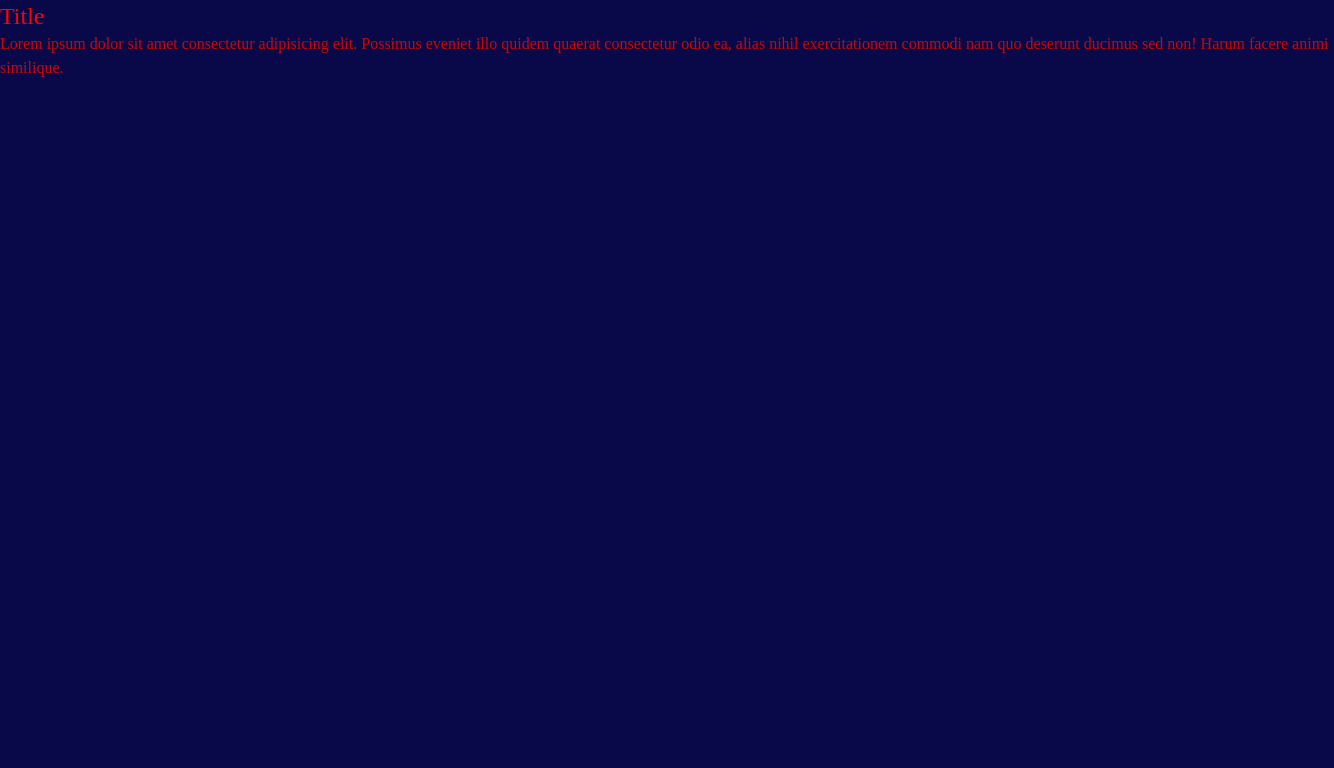 Title
Lorem ipsum dolor sit amet consectetur adipisicing elit. Possimus eveniet illo quidem quaerat consectetur odio ea, alias nihil exercitationem commodi nam quo deserunt ducimus sed non! Harum facere animi
similique.